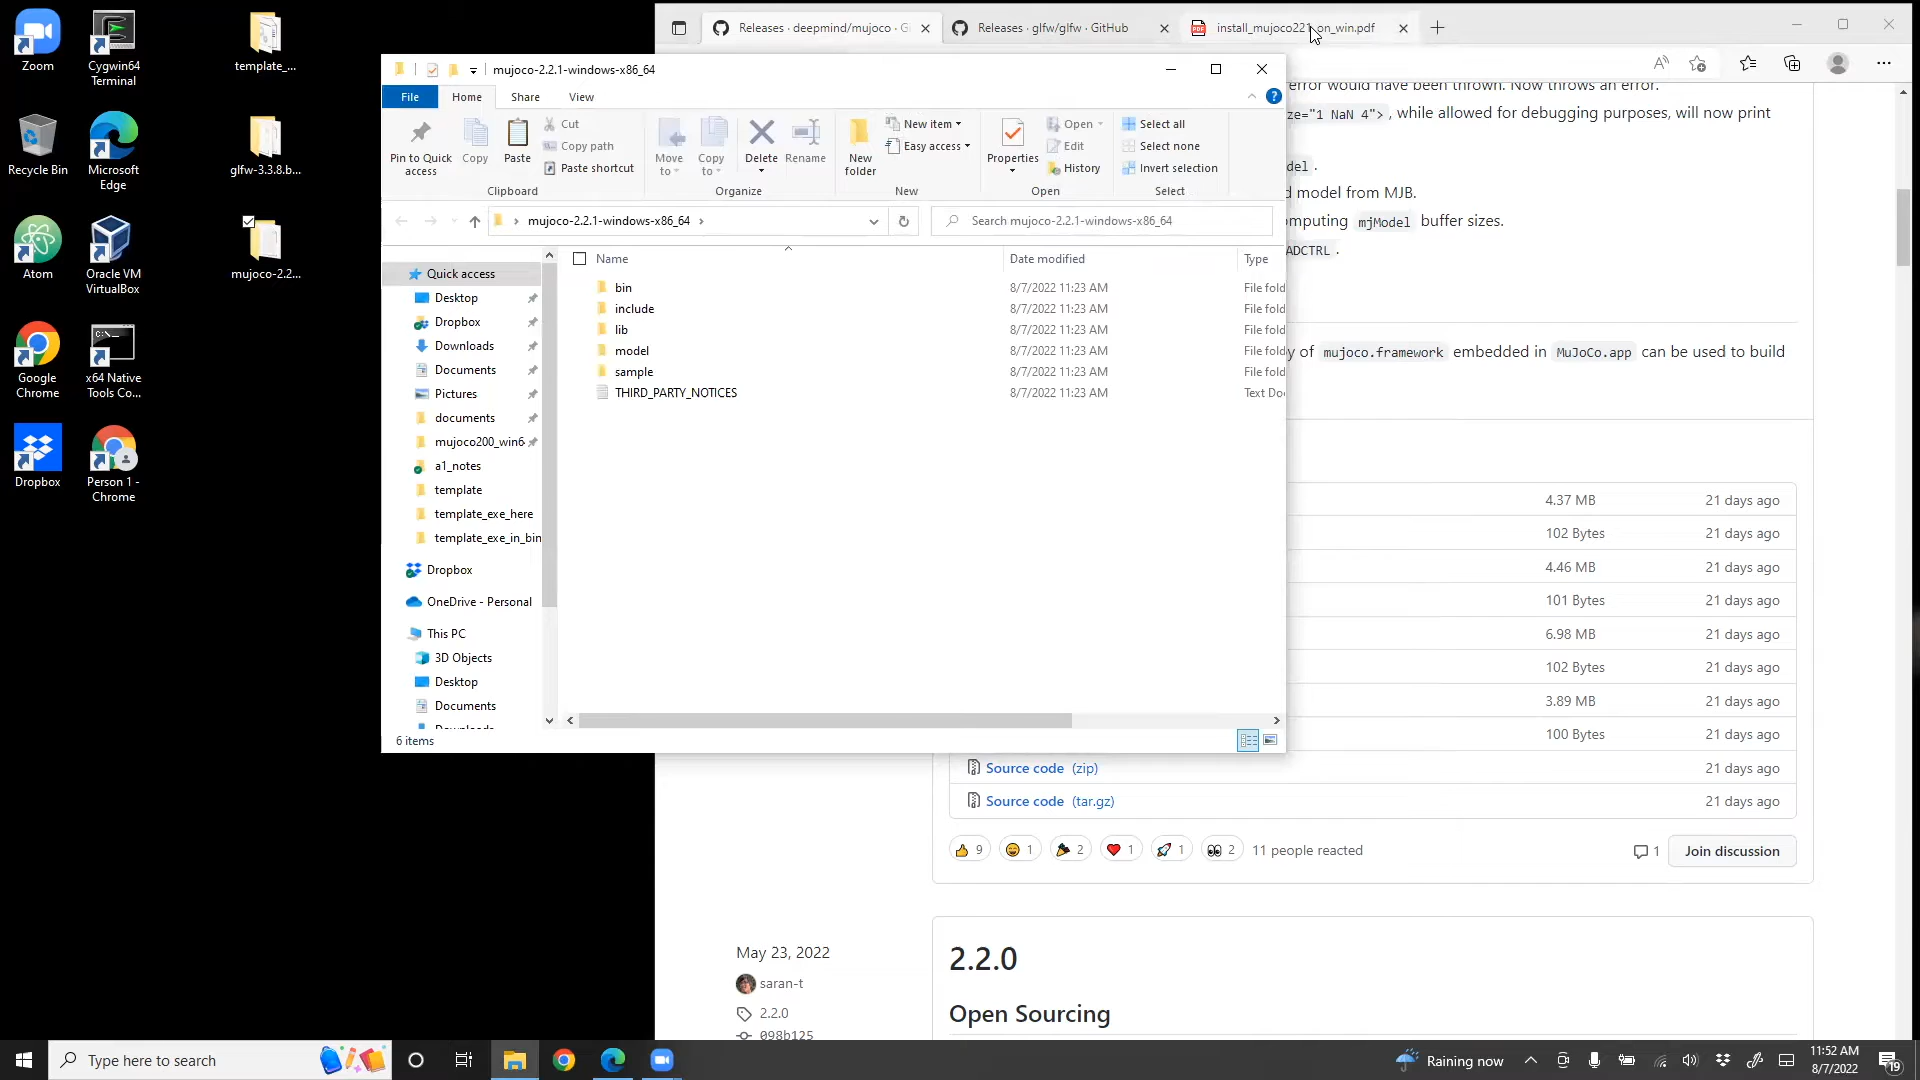 Zoom
Cygwin64
Terminal
template_...
Recycle Bin
Microsoft
Edge
glfw-3.3.8.b...
Atom
Oracle VM
VirtualBox
mujoco-2.2...
Google
Chrome
x64 Native
Tools Co...
Dropbox
Person 1 -
Chrome
Releases · deepmind/mujoco · G
Releases · glfw/glfw · GitHub
PDF
install_mujoco221_on_win.pdf
mujoco-2.2.1-windows-x86_64
File
Home
Share
View
Pin to Quick
access
Copy
Paste
Cut
Copy path
Paste shortcut
Clipboard
Move
to
Copy
to
Delete
Rename
Organize
New
folder
New item
Easy access
New
Properties
Open
Edit
History
Open
Select all
Select none
Invert selection
Select
mujoco-2.2.1-windows-x86_64
Search mujoco-2.2.1-windows-x86_64
Quick access
Desktop
Dropbox
Downloads
Documents
Pictures
documents
mujoco200_win6
a1_notes
template
template_exe_here
template_exe_in_bin
Dropbox
OneDrive - Personal
This PC
3D Objects
Desktop
Documents
Name
Date modified
Type
bin
8/7/2022 11:23 AM
File fold
include
8/7/2022 11:23 AM
File fold
lib
8/7/2022 11:23 AM
File fold
model
8/7/2022 11:23 AM
File fold
sample
8/7/2022 11:23 AM
File fold
THIRD_PARTY_NOTICES
8/7/2022 11:23 AM
Text Do
6 items
error would have been thrown. Now throws an error.
ze="1 NaN 4">, while allowed for debugging purposes, will now print
del.
d model from MJB.
mputing mjModel buffer sizes.
ADCTRL.
y of mujoco.framework embedded in MuJoCo.app can be used to build
4.37 MB 21 days ago
102 Bytes 21 days ago
4.46 MB 21 days ago
101 Bytes 21 days ago
6.98 MB 21 days ago
102 Bytes 21 days ago
3.89 MB 21 days ago
100 Bytes 21 days ago
Source code (zip) 21 days ago
Source code (tar.gz) 21 days ago
9 1 2 1 1 2 11 people reacted
1 Join discussion
May 23, 2022
saran-t
2.2.0
098b125
2.2.0
Open Sourcing
Type here to search
Raining now
11:52 AM
8/7/2022
19